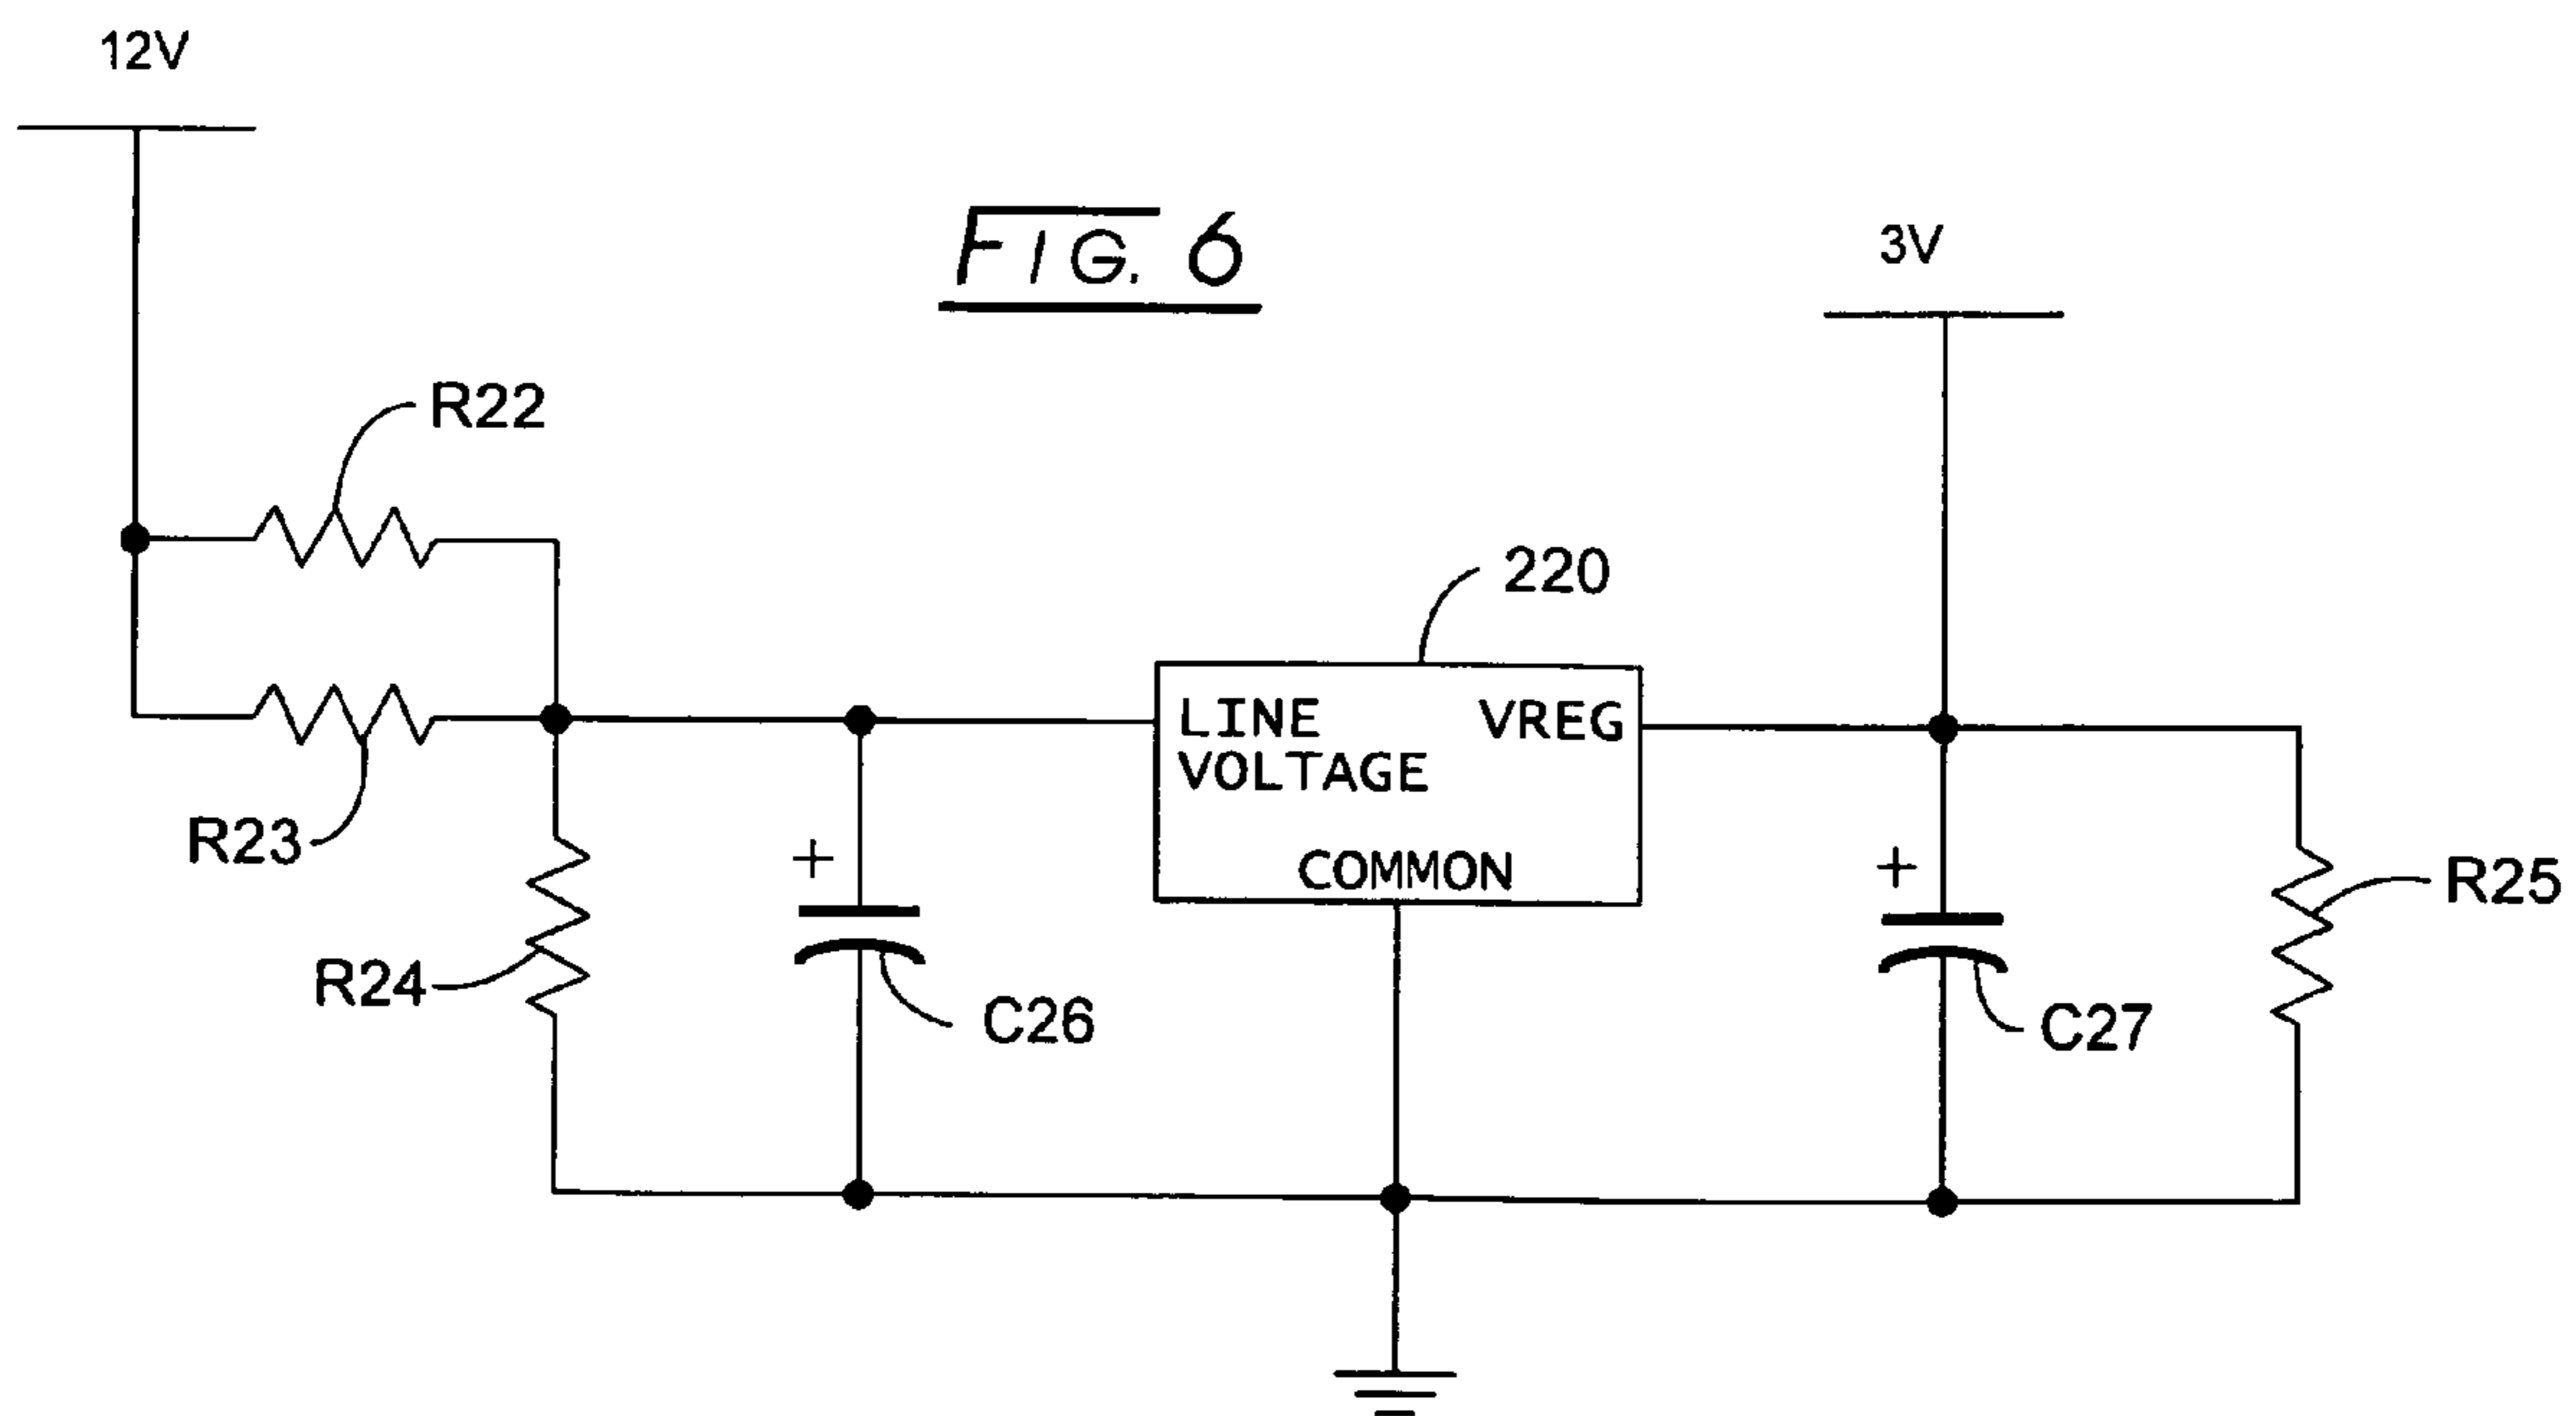 12V
FIG. 6
3V
R22
220
LINE VREG
VOLTAGE
R23
COMMON
+
+
R25
R24
C26
C27